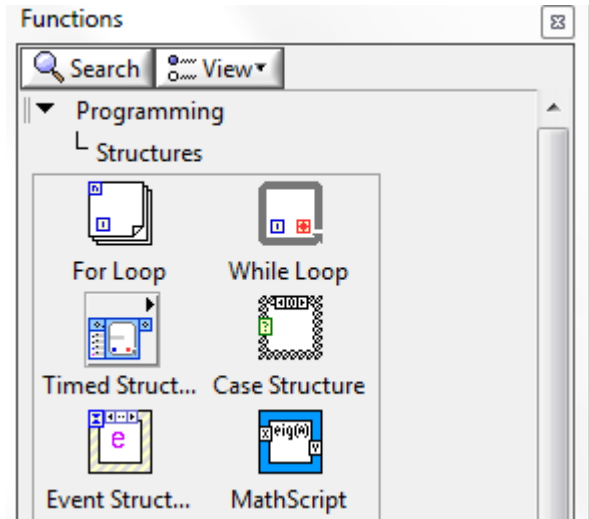 Functions
Search View
Programming
Structures
For Loop While Loop
Timed Struct... Case Structure
Event Struct... MathScript